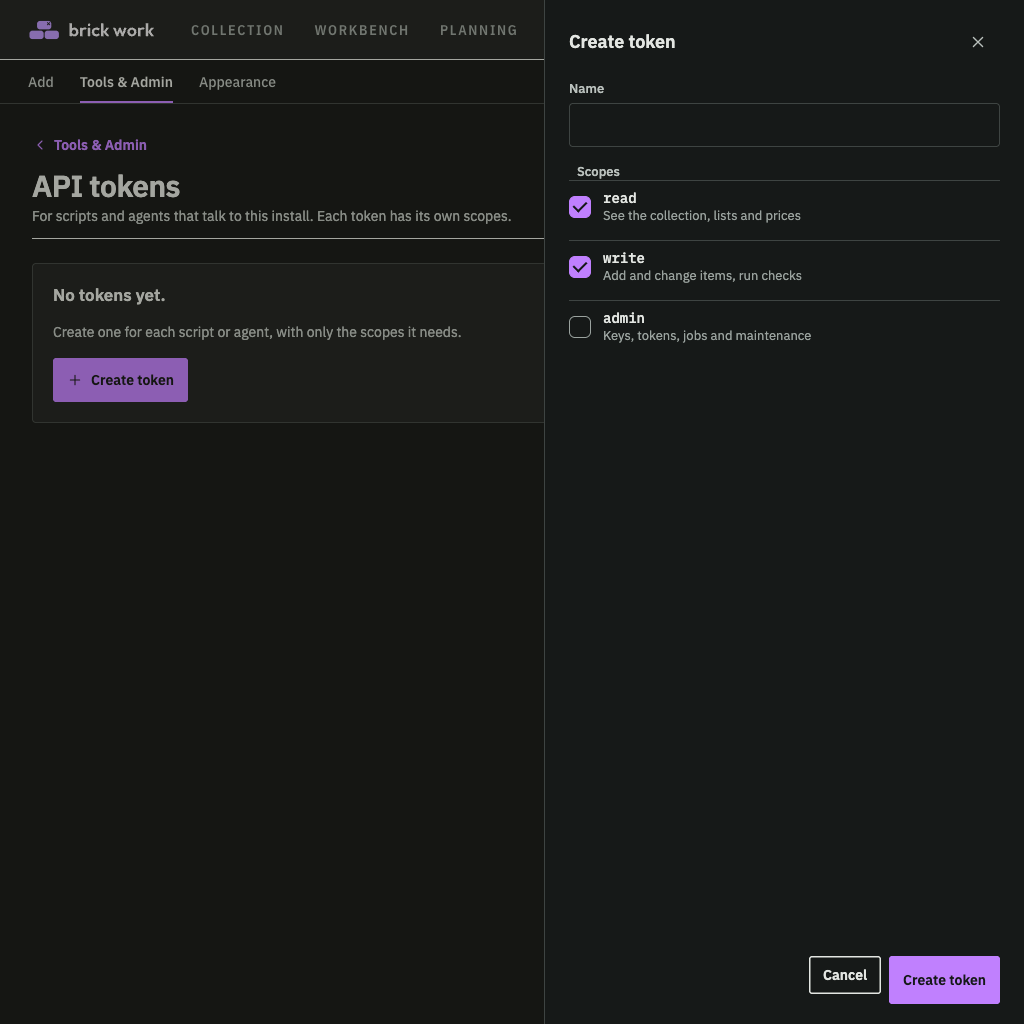 brick work
COLLECTION
WORKBENCH
PLANNING
Add
Tools & Admin
Appearance
Tools & Admin
API tokens
For scripts and agents that talk to this install. Each token has its own scopes.
No tokens yet.
Create one for each script or agent, with only the scopes it needs.
Create token
Create token
Name
Scopes
read
See the collection, lists and prices
write
Add and change items, run checks
admin
Keys, tokens, jobs and maintenance
Cancel
Create token